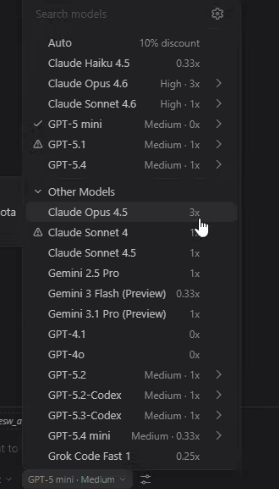 Search models
Auto 10% discount
Claude Haiku 4.5 0.33x
Claude Opus 4.6 High · 3x
Claude Sonnet 4.6 High · 1x
GPT-5 mini Medium · 0x
GPT-5.1 Medium · 1x
GPT-5.4 Medium · 1x
Other Models
ota
Claude Opus 4.5 3x
Claude Sonnet 4
Claude Sonnet 4.5 1x
Gemini 2.5 Pro 1x
Gemini 3 Flash (Preview) 0.33x
Gemini 3.1 Pro (Preview) 1x
GPT-4.1 0x
GPT-4o 0x
GPT-5.2 Medium · 1x
GPT-5.2-Codex Medium · 1x
GPT-5.3-Codex Medium · 1x
GPT-5.4 mini Medium · 0.33x
Grok Code Fast 1 0.25x
GPT-5 mini · Medium